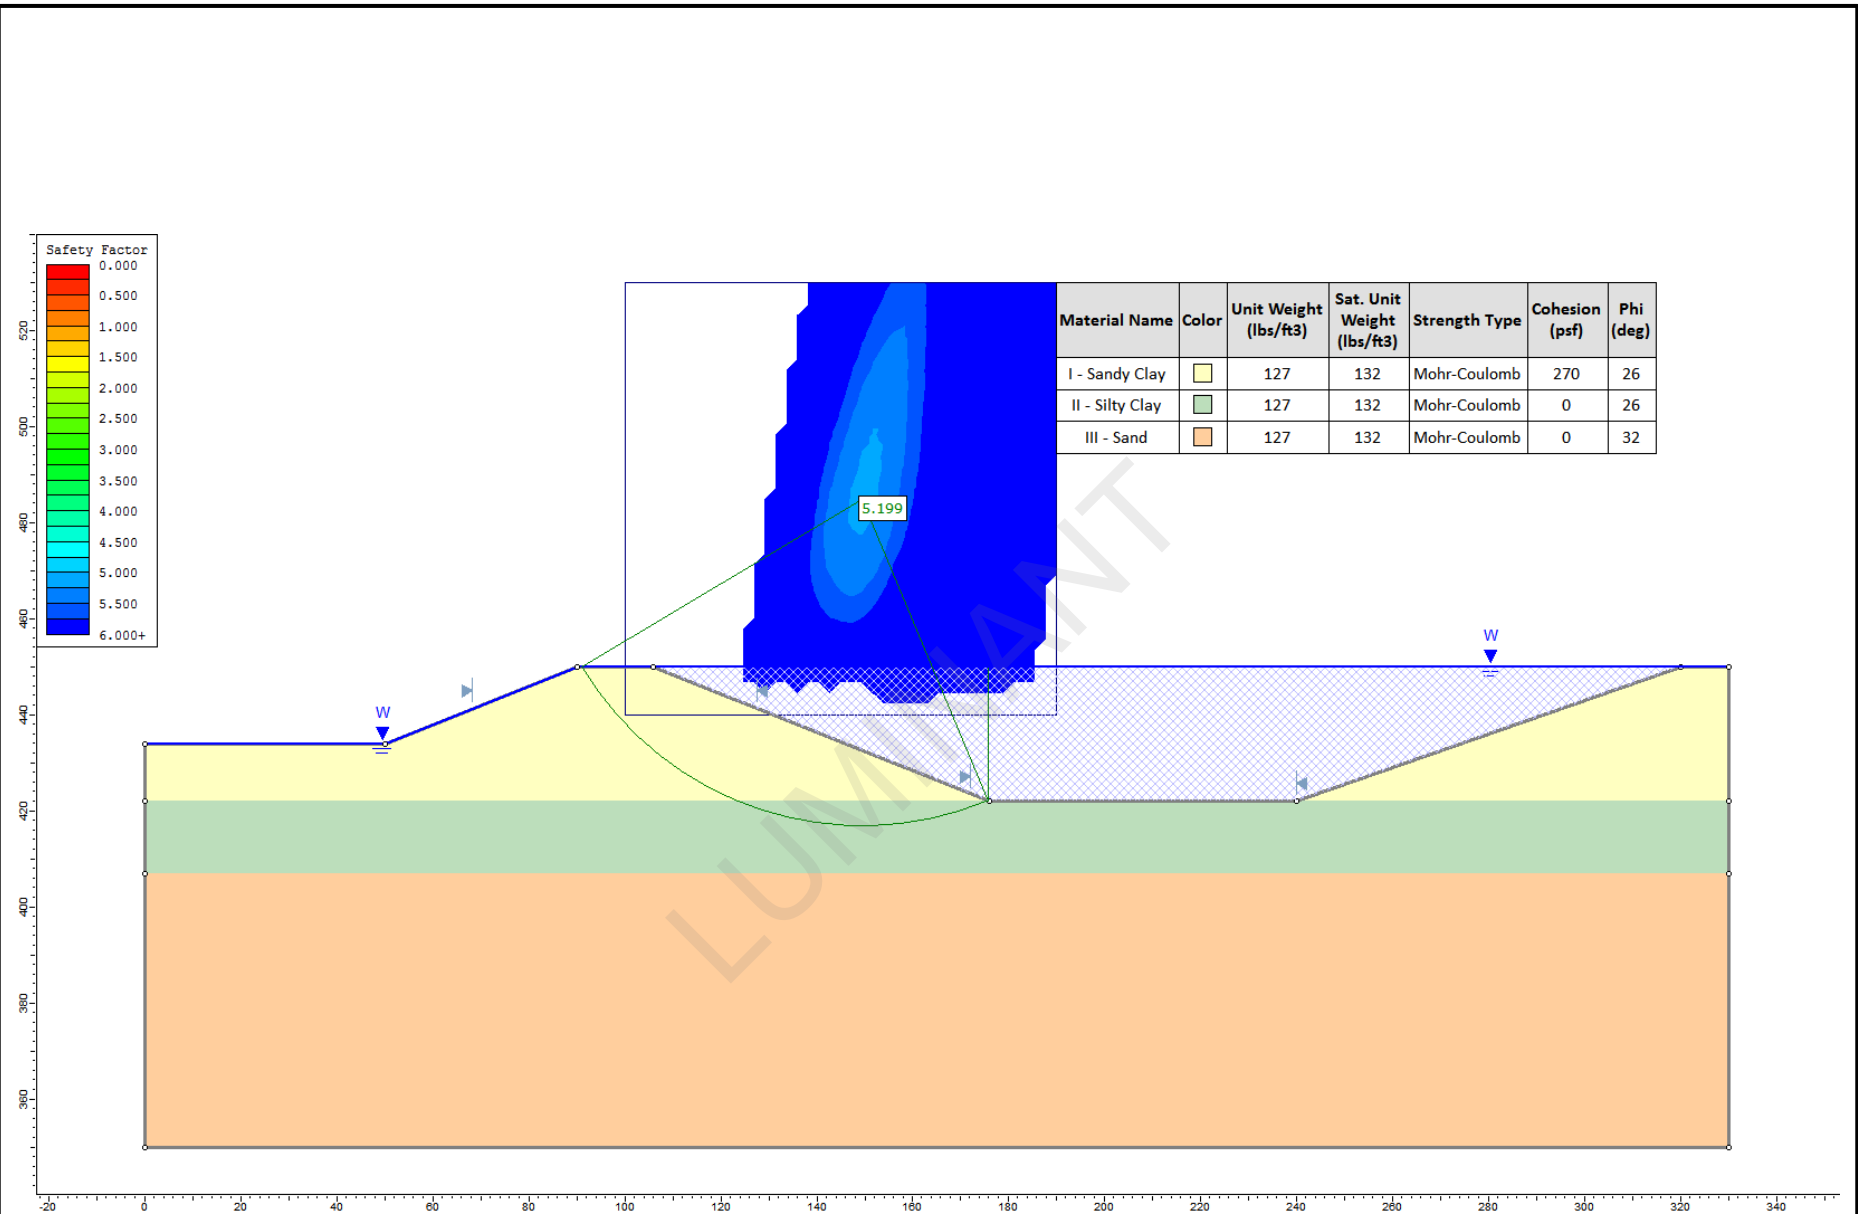 Safety Factor
0.000
0.500
1.000
1.500
2.000
2.500
3.000
3.500
4.000
4.500
5.000
5.500
6.000+
Material Name Color Unit Weight (lbs/ft3) Sat. Unit Weight (lbs/ft3) Strength Type Cohesion (psf) Phi (deg)
I - Sandy Clay 127 132 Mohr-Coulomb 270 26
II - Silty Clay 127 132 Mohr-Coulomb 0 26
III - Sand 127 132 Mohr-Coulomb 0 32
5.199
W
W
LUMINANT
520
500
480
460
440
420
400
380
360
-20 0 20 40 60 80 100 120 140 160 180 200 220 240 260 280 300 320 340